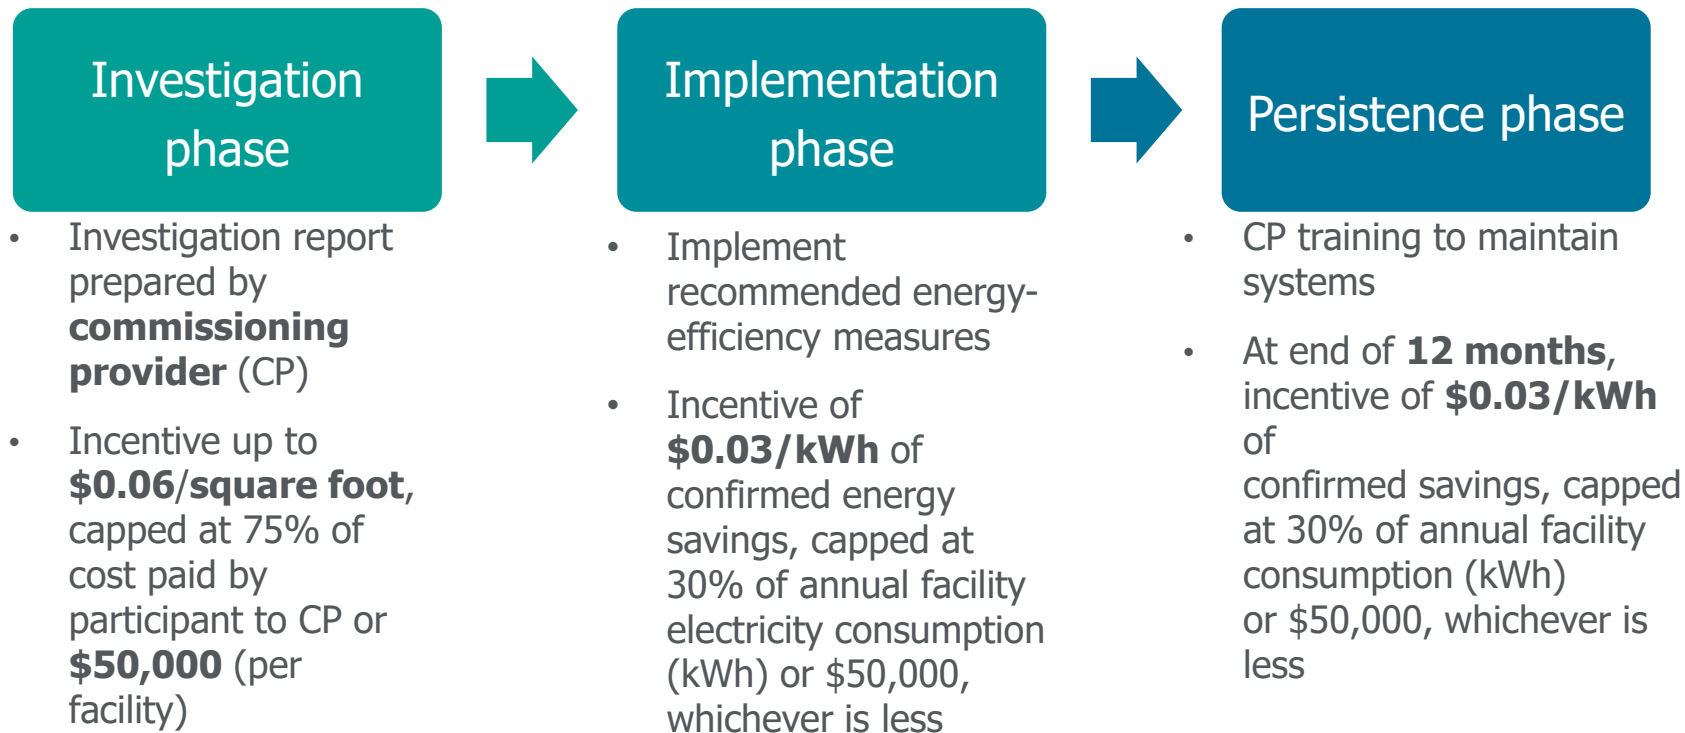 Investigation
phase
• Investigation report
prepared by
commissioning
provider (CP)
• Incentive up to
$0.06/square foot,
capped at 75% of
cost paid by
participant to CP or
$50,000 (per
facility)
Implementation
phase
• Implement
recommended energy-
efficiency measures
• Incentive of
$0.03/kWh of
confirmed energy
savings, capped at
30% of annual facility
electricity consumption
(kWh) or $50,000,
whichever is less
Persistence phase
• CP training to maintain
systems
• At end of 12 months,
incentive of $0.03/kWh
of
confirmed savings, capped
at 30% of annual facility
consumption (kWh)
or $50,000, whichever is
less